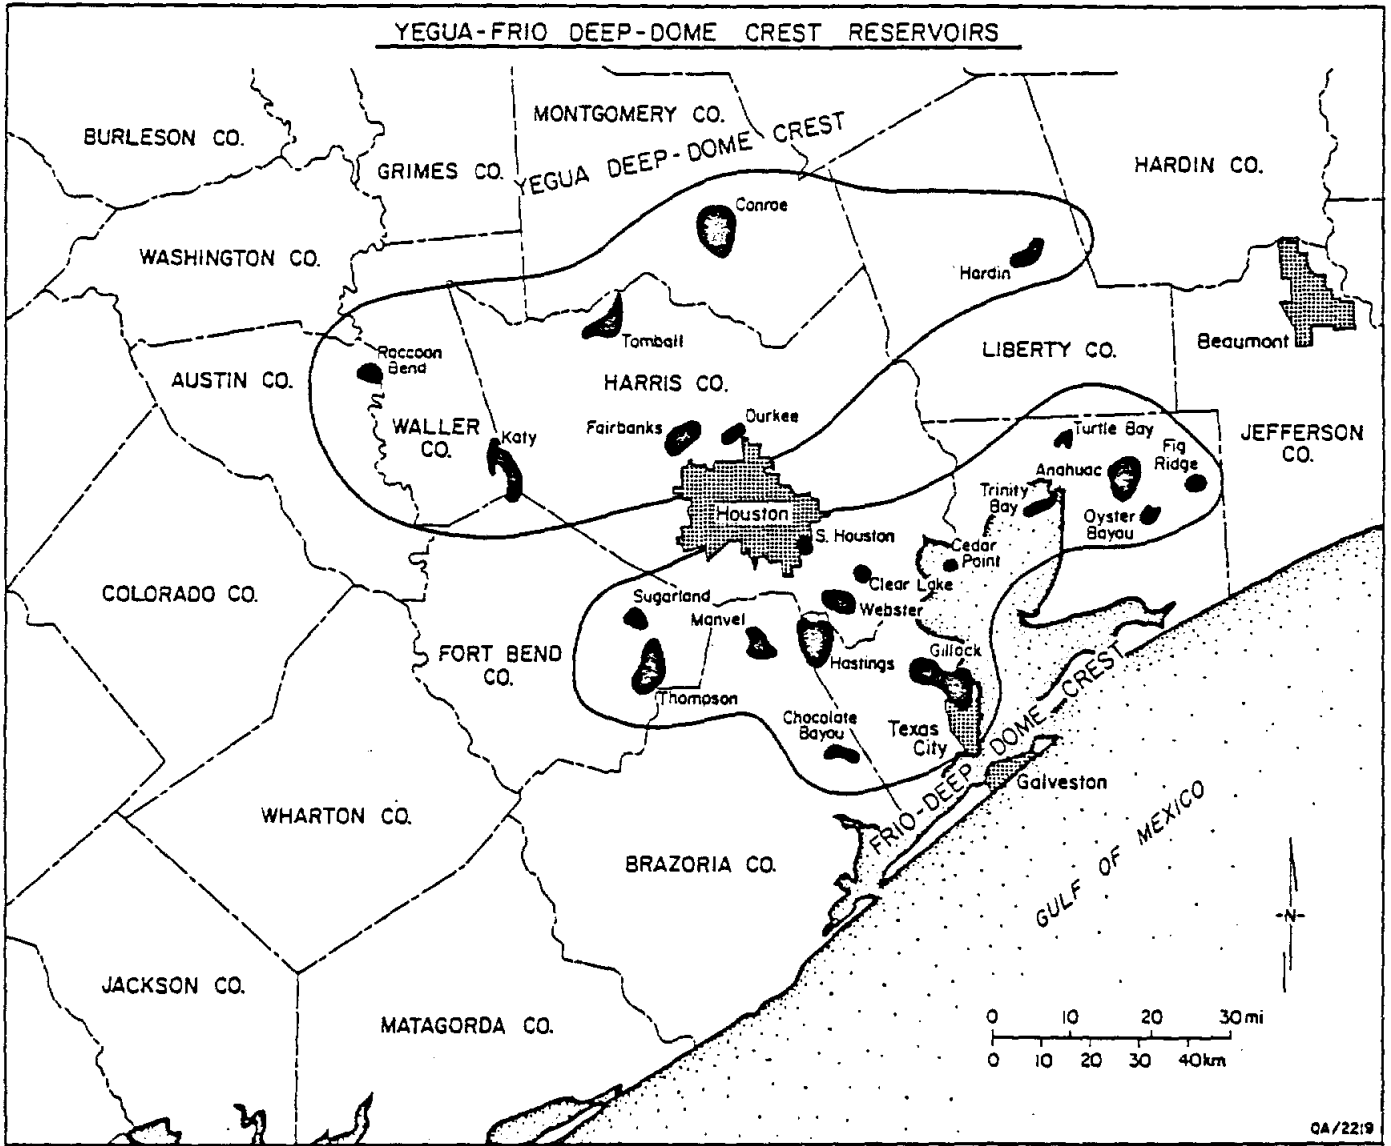 YEGUA-FRIO DEEP-DOME CREST RESERVOIRS
MONTGOMERY CO.
BURLESON CO.
GRIMES CO.
YEGUA DEEP-DOME CREST
HARDIN CO.
Conroe
WASHINGTON CO.
Hardin
Tomball
Beaumont
Raccoon
Bend
LIBERTY CO.
AUSTIN CO.
HARRIS CO.
WALLER
CO.
Fairbanks
Durkee
Katy
Turtle Bay
JEFFERSON
CO.
Fig
Ridge
Anahuac
Trinity
Bay
Houston
Oyster
Bayou
S. Houston
Cedar
Point
Clear Lake
COLORADO CO.
Sugarland
Webster
Manvel
FORT BEND
CO.
Hastings
Gillock
Thompson
Chocolate
Bayou
Texas
City
FRIO-DEEP DOME CREST
Galveston
WHARTON CO.
BRAZORIA CO.
GULF OF MEXICO
-N-
JACKSON CO.
MATAGORDA CO.
0 10 20 30 mi
0 10 20 30 40km
QA/2219